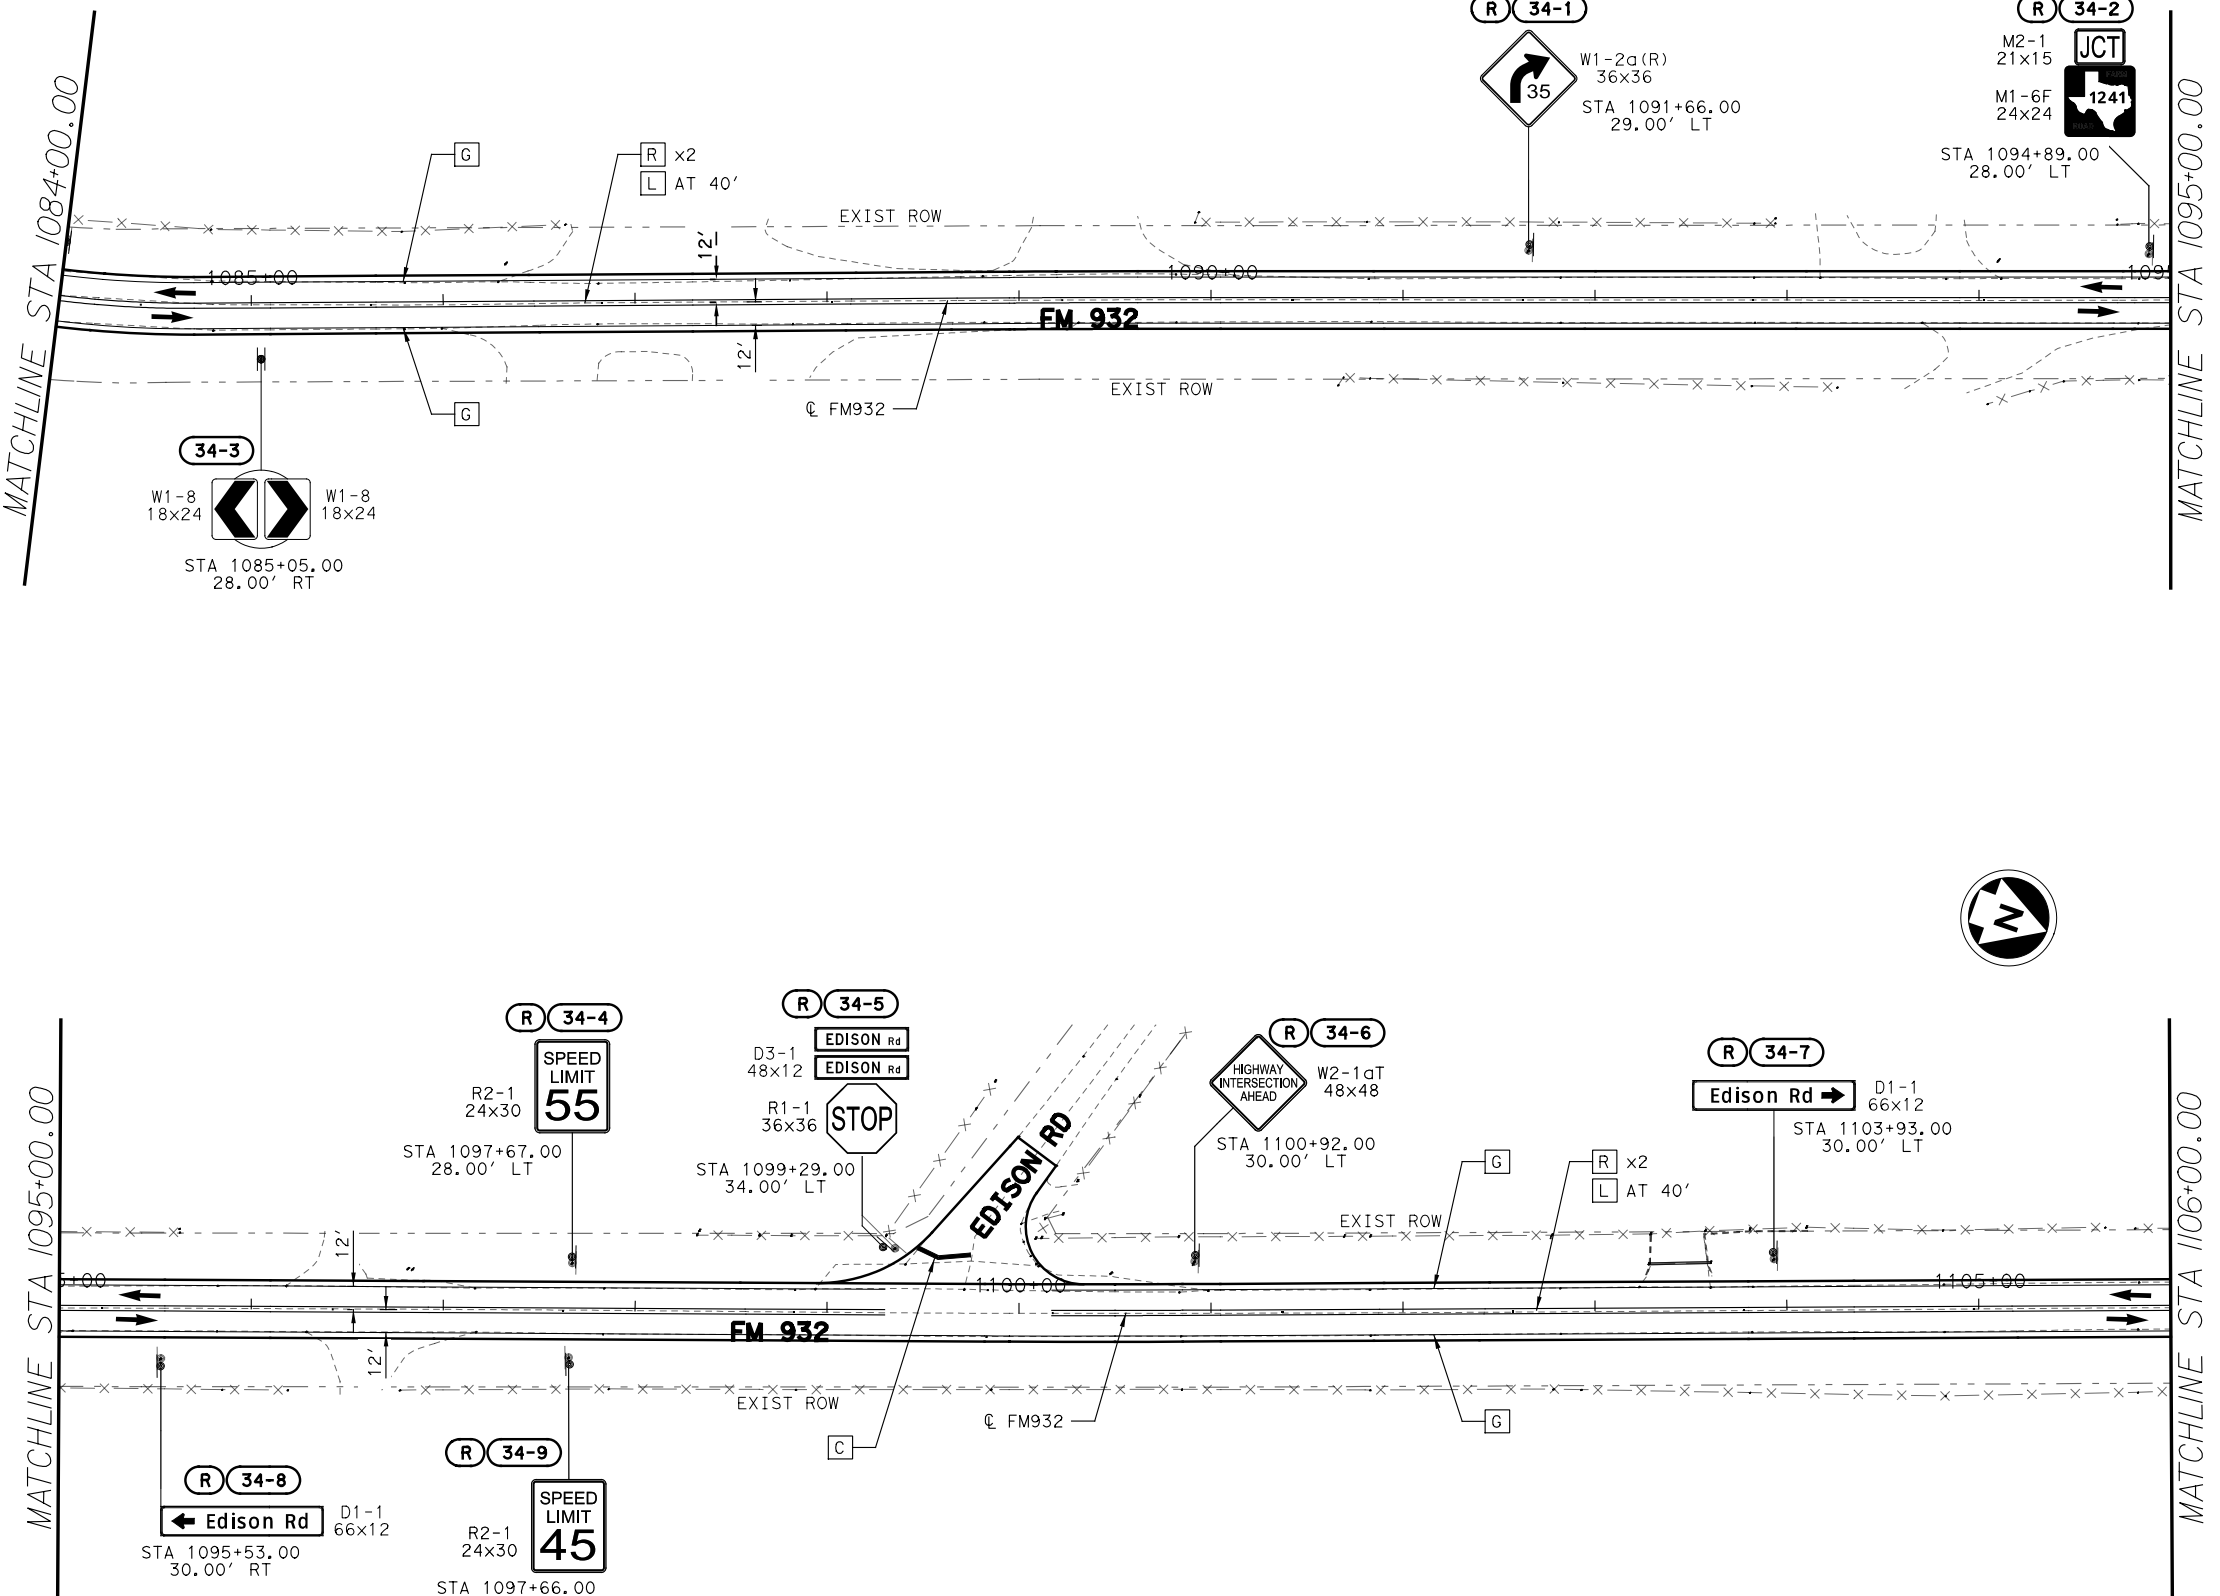 R 34-1
R 34-2
M2-1
21x15
JCT
M1-6F
24x24
FARM
1241
ROAD
STA 1094+89.00
28.00' LT
35
W1-2a(R)
36x36
STA 1091+66.00
29.00' LT
MATCHLINE STA 1084+00.00
MATCHLINE STA 1095+00.00
G
R x2
L AT 40'
EXIST ROW
12'
1085+00
1090+00
109
FM 932
12'
EXIST ROW
℄ FM932
G
34-3
W1-8
18x24
W1-8
18x24
STA 1085+05.00
28.00' RT
N
R 34-4
SPEED
LIMIT
55
R2-1
24x30
STA 1097+67.00
28.00' LT
R 34-5
EDISON Rd
EDISON Rd
D3-1
48x12
R1-1
36x36
STOP
STA 1099+29.00
34.00' LT
EDISON RD
R 34-6
HIGHWAY
INTERSECTION
AHEAD
W2-1aT
48x48
STA 1100+92.00
30.00' LT
R 34-7
Edison Rd
D1-1
66x12
STA 1103+93.00
30.00' LT
G
R x2
L AT 40'
MATCHLINE STA 1095+00.00
MATCHLINE STA 1106+00.00
EXIST ROW
12'
5+00
1100+00
1105+00
FM 932
12'
EXIST ROW
℄ FM932
G
C
R 34-8
Edison Rd
D1-1
66x12
STA 1095+53.00
30.00' RT
R 34-9
SPEED
LIMIT
45
R2-1
24x30
STA 1097+66.00